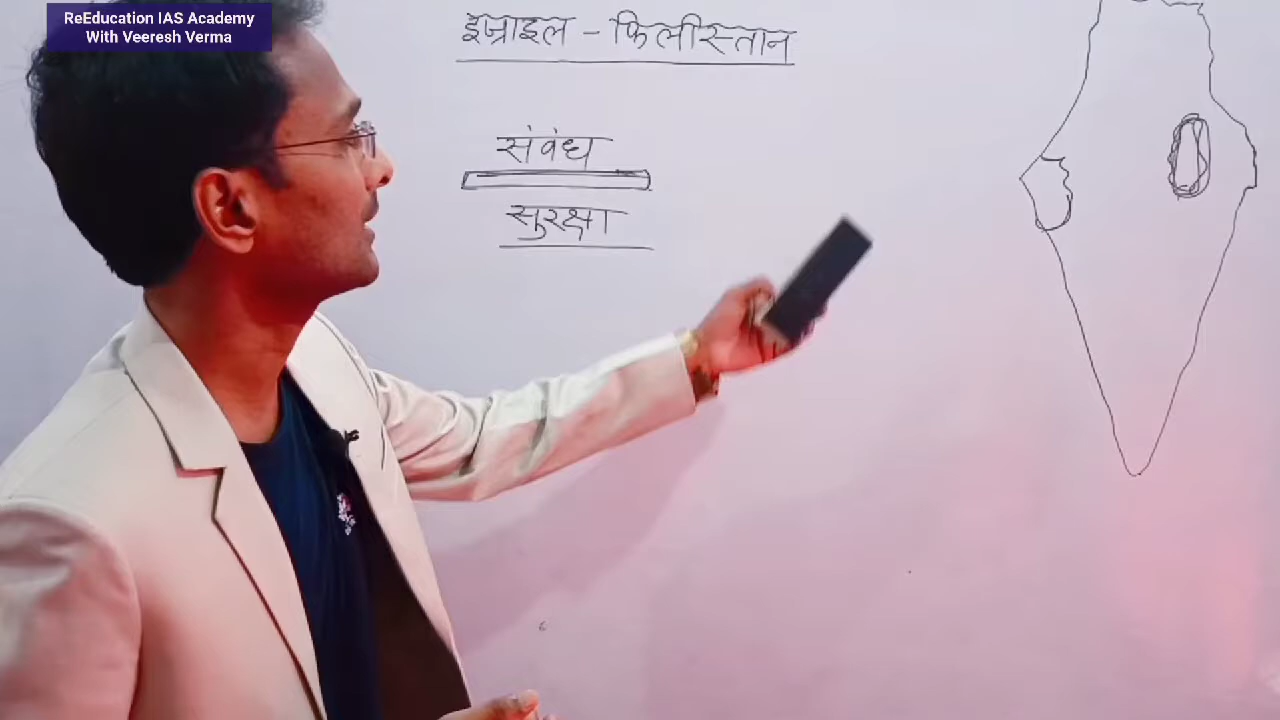 ReEducation IAS Academy
With Veeresh Verma
इज्राइल - फिलीस्तान
संवंध
सुरक्षा